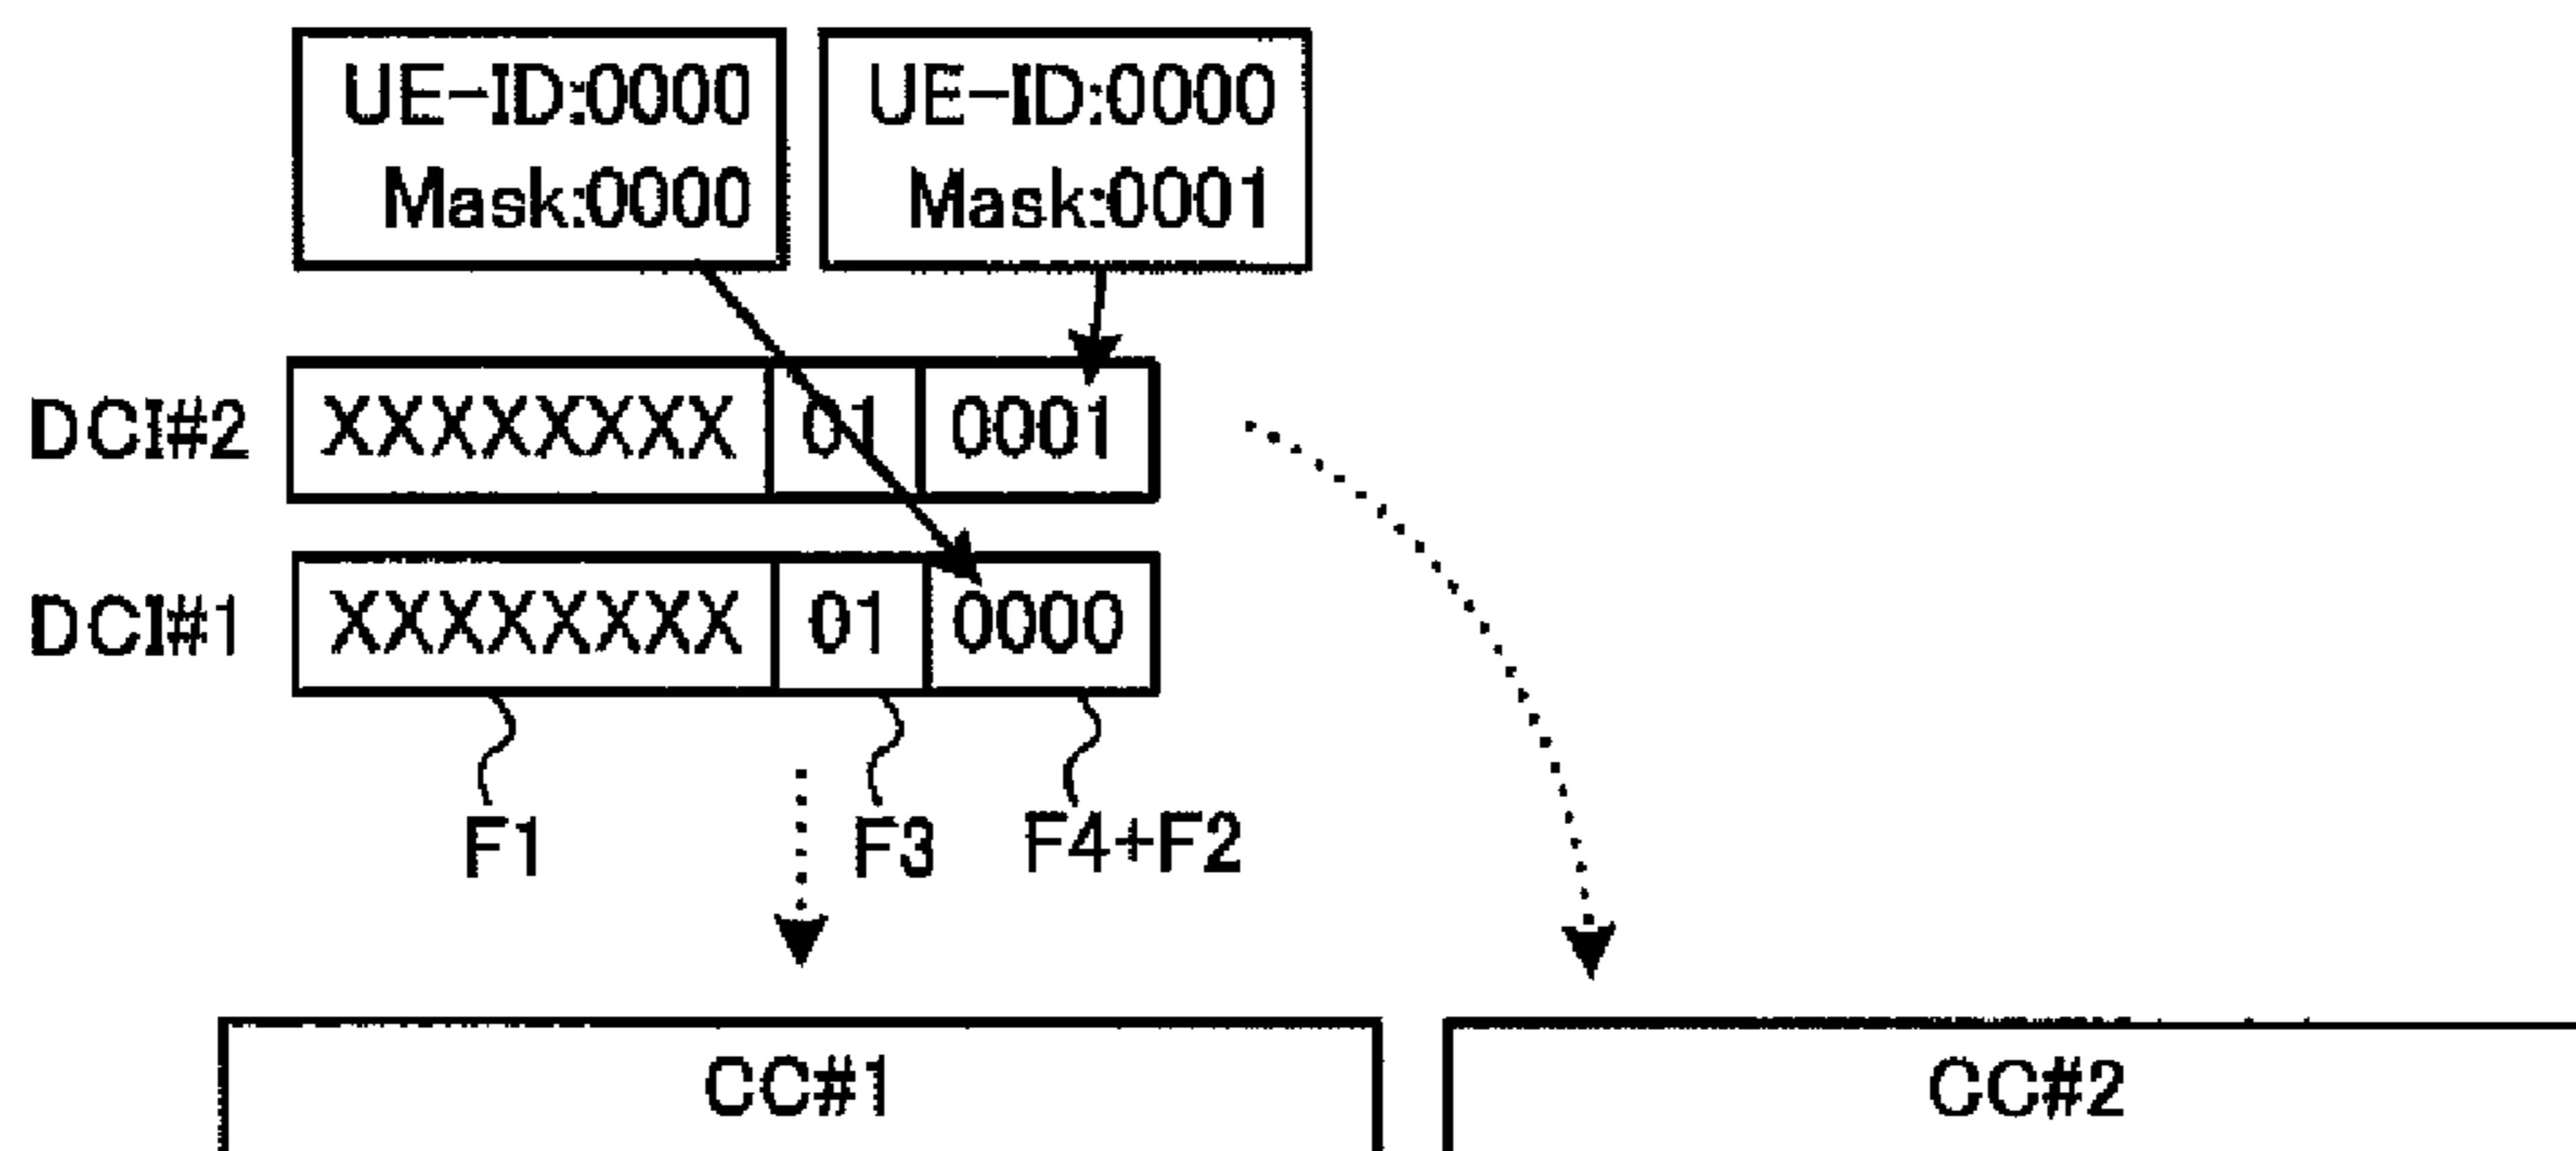 UE-ID:0000
Mask:0000
UE-ID:0000
Mask:0001
DCI#2 XXXXXXXX 01 0001
DCI#1 XXXXXXXX 01 0000
F1 F3 F4+F2
CC#1 CC#2